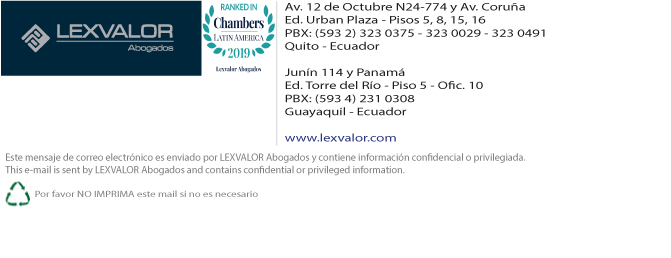 LEXVALOR
Abogados
RANKED IN
Chambers
LATIN AMERICA
2019
Lexvalor Abogados
Av. 12 de Octubre N24-774 y Av. Coruña
Ed. Urban Plaza - Pisos 5, 8, 15, 16
PBX: (593 2) 323 0375 - 323 0029 - 323 0491
Quito - Ecuador
Junín 114 y Panamá
Ed. Torre del Río - Piso 5 - Ofic. 10
PBX: (593 4) 231 0308
Guayaquil - Ecuador
www.lexvalor.com
Este mensaje de correo electrónico es enviado por LEXVALOR Abogados y contiene información confidencial o privilegiada.
This e-mail is sent by LEXVALOR Abogados and contains confidential or privileged information.
Por favor NO IMPRIMA este mail si no es necesario